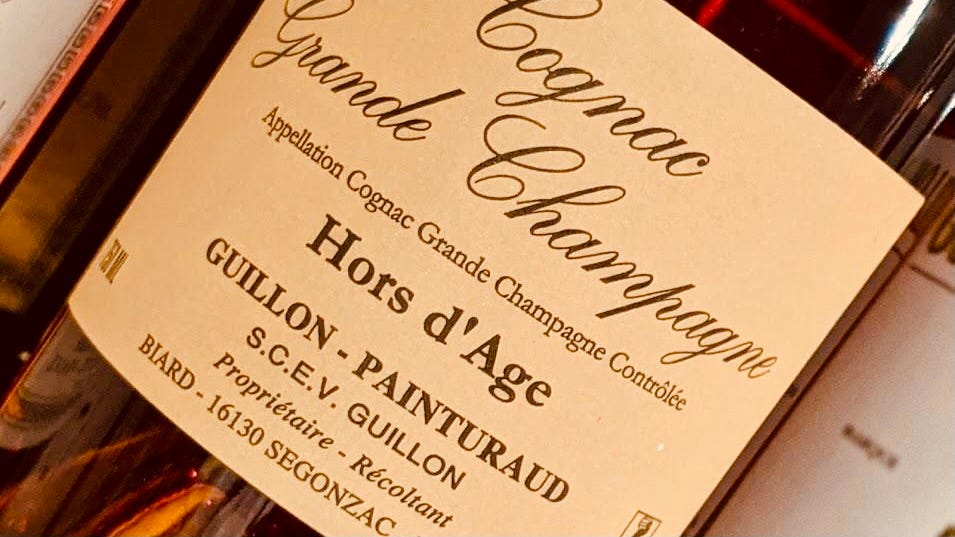 Cognac
Grande Champagne
Appellation Cognac Grande Champagne Contrôlée
Hors d'Age
GUILLON - PAINTURAUD
S.C.E.V. GUILLON
Propriétaire - Récoltant
BIARD - 16130 SEGONZAC